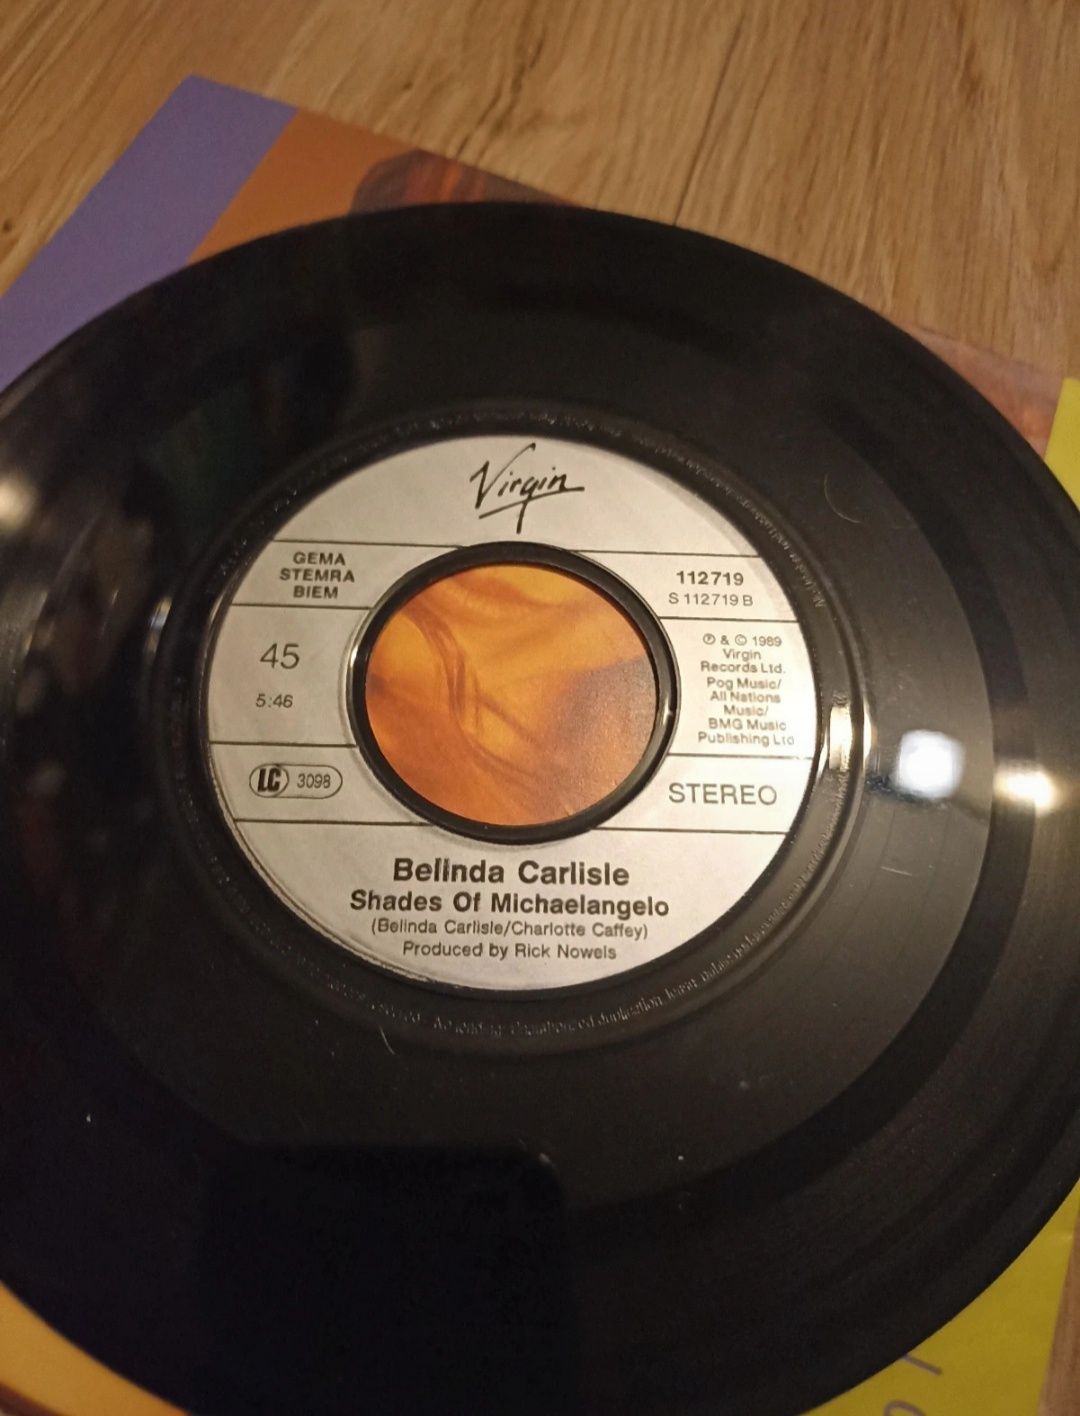 Virgin
GEMA
STEMRA
BIEM
112719
S 112719 B
45
5:46
℗ & © 1989
Virgin
Records Ltd.
Pog Music/
All Nations
Music/
BMG Music
Publishing Ltd
LC 3098
STEREO
Belinda Carlisle
Shades Of Michaelangelo
(Belinda Carlisle/Charlotte Caffey)
Produced by Rick Nowels